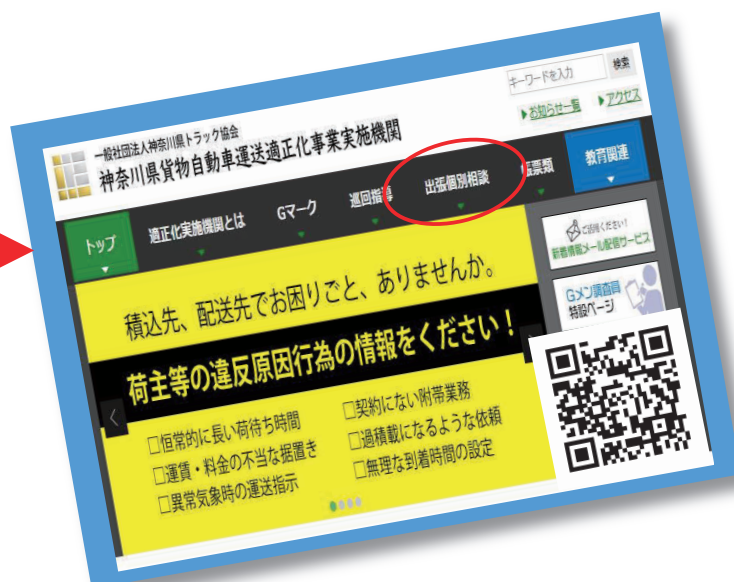 キーワードを入力
検索
▶お知らせ一覧 ▶アクセス
一般社団法人神奈川県トラック協会
神奈川県貨物自動車運送適正化事業実施機関
トップ 適正化実施機関とは Gマーク 巡回指導 出張個別相談 帳票類 教育関連
積込先、配送先でお困りごと、ありませんか。
荷主等の違反原因行為の情報をください！
□恒常的に長い荷待ち時間
□運賃・料金の不当な据置き
□異常気象時の運送指示
□契約にない附帯業務
□過積載になるような依頼
□無理な到着時間の設定
ご活用ください！
新着情報メール配信サービス
Gメン調査員
特設ページ